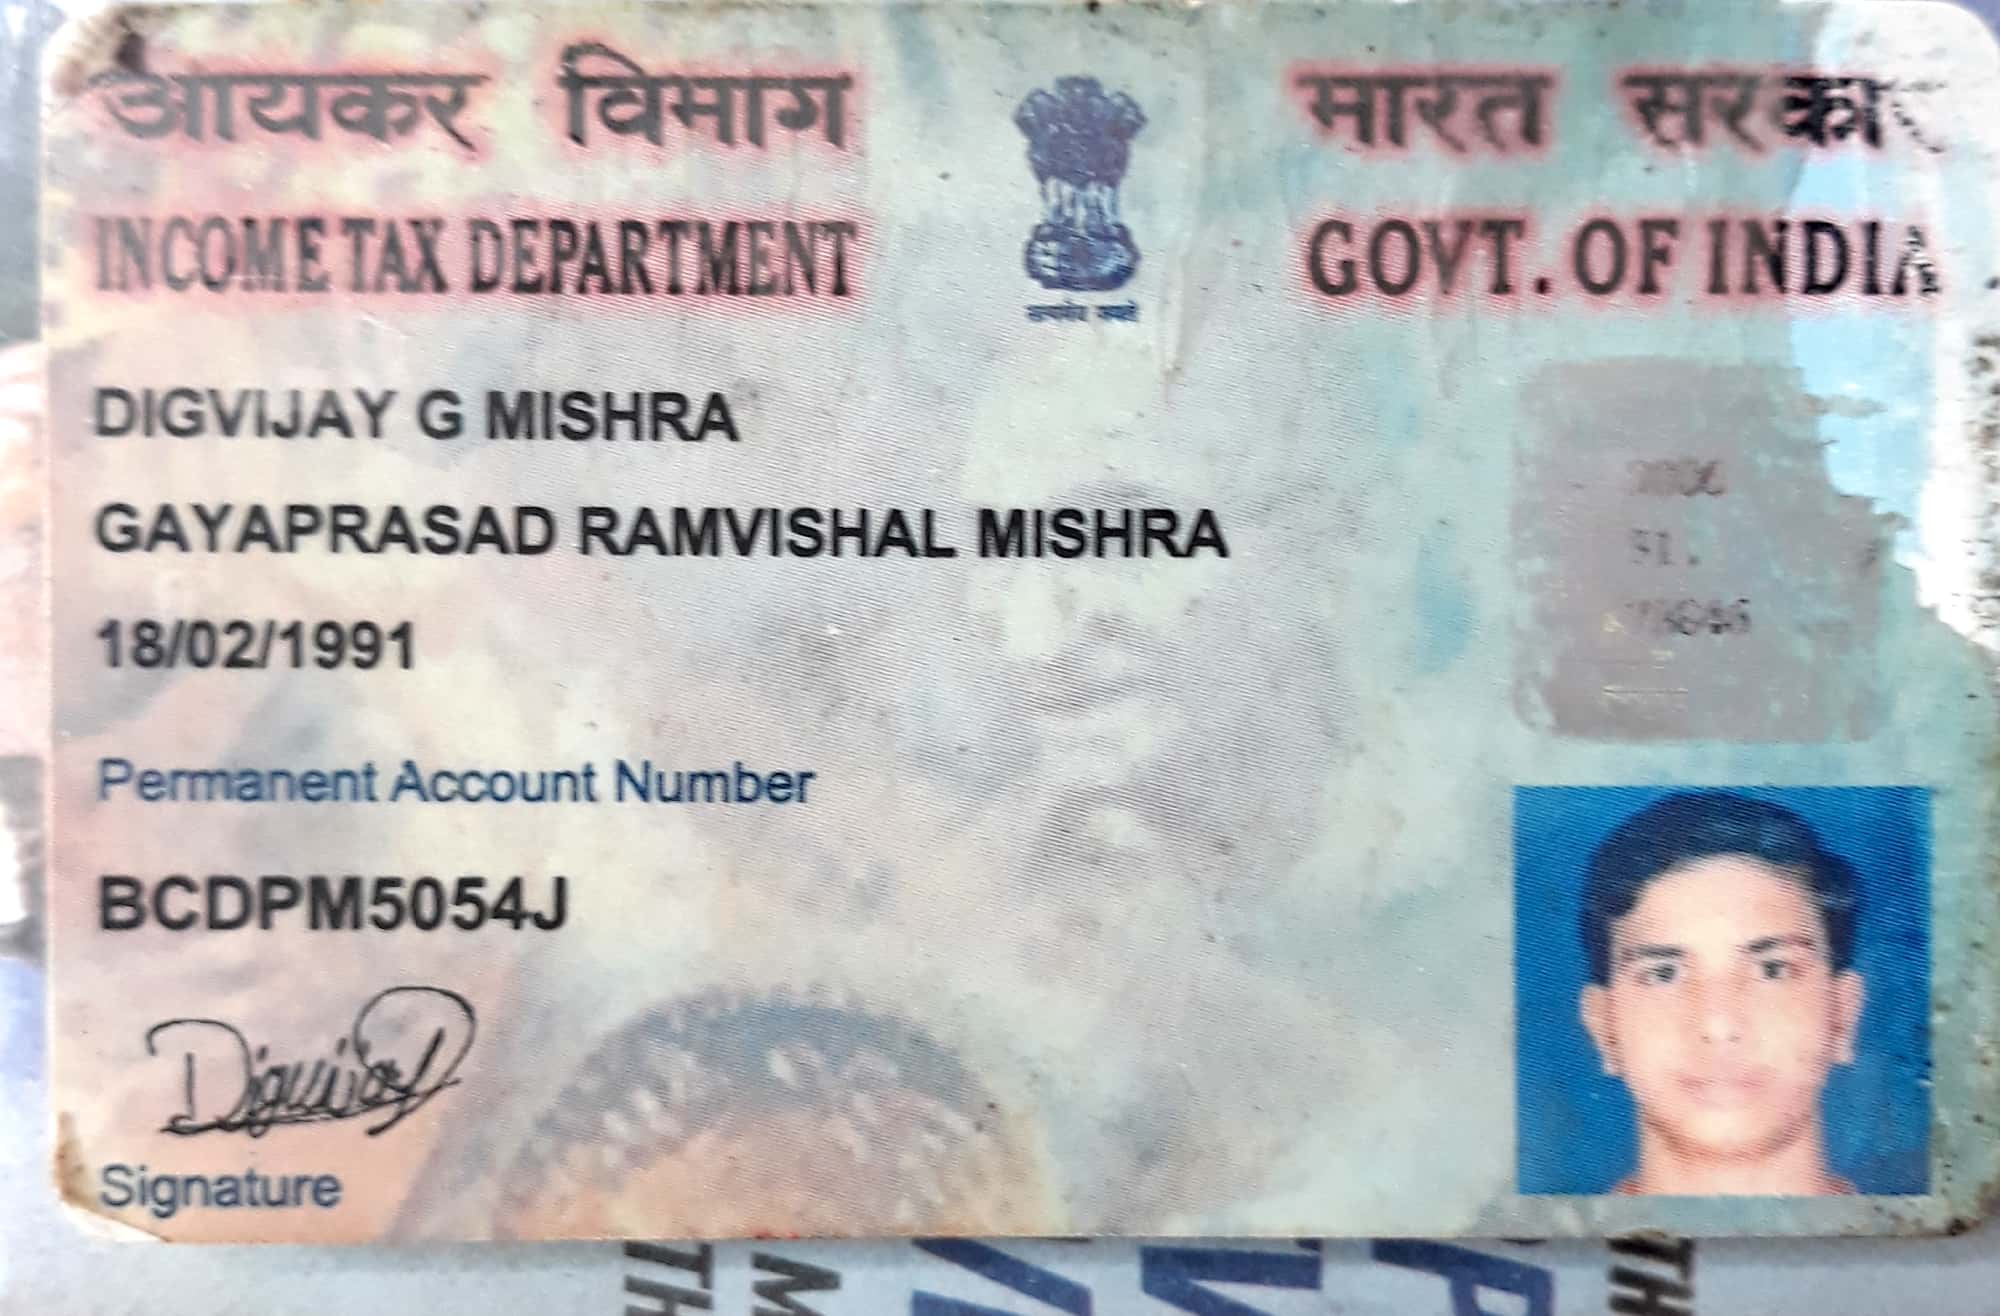 आयकर विभाग
भारत सरकार
INCOME TAX DEPARTMENT
GOVT. OF INDIA
सत्यमेव जयते
DIGVIJAY G MISHRA
GAYAPRASAD RAMVISHAL MISHRA
18/02/1991
Permanent Account Number
BCDPM5054J
Digvijay
Signature